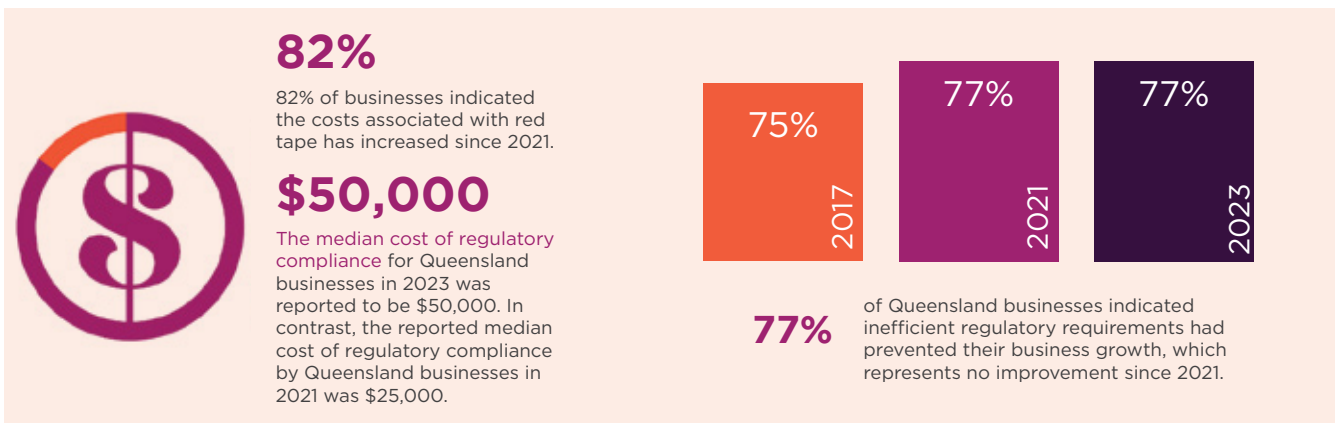 82%
82% of businesses indicated
the costs associated with red
tape has increased since 2021.
$50,000
The median cost of regulatory
compliance for Queensland
businesses in 2023 was
reported to be $50,000. In
contrast, the reported median
cost of regulatory compliance
by Queensland businesses in
2021 was $25,000.
$
75%
2017
77%
2021
77%
2023
77%
of Queensland businesses indicated
inefficient regulatory requirements had
prevented their business growth, which
represents no improvement since 2021.